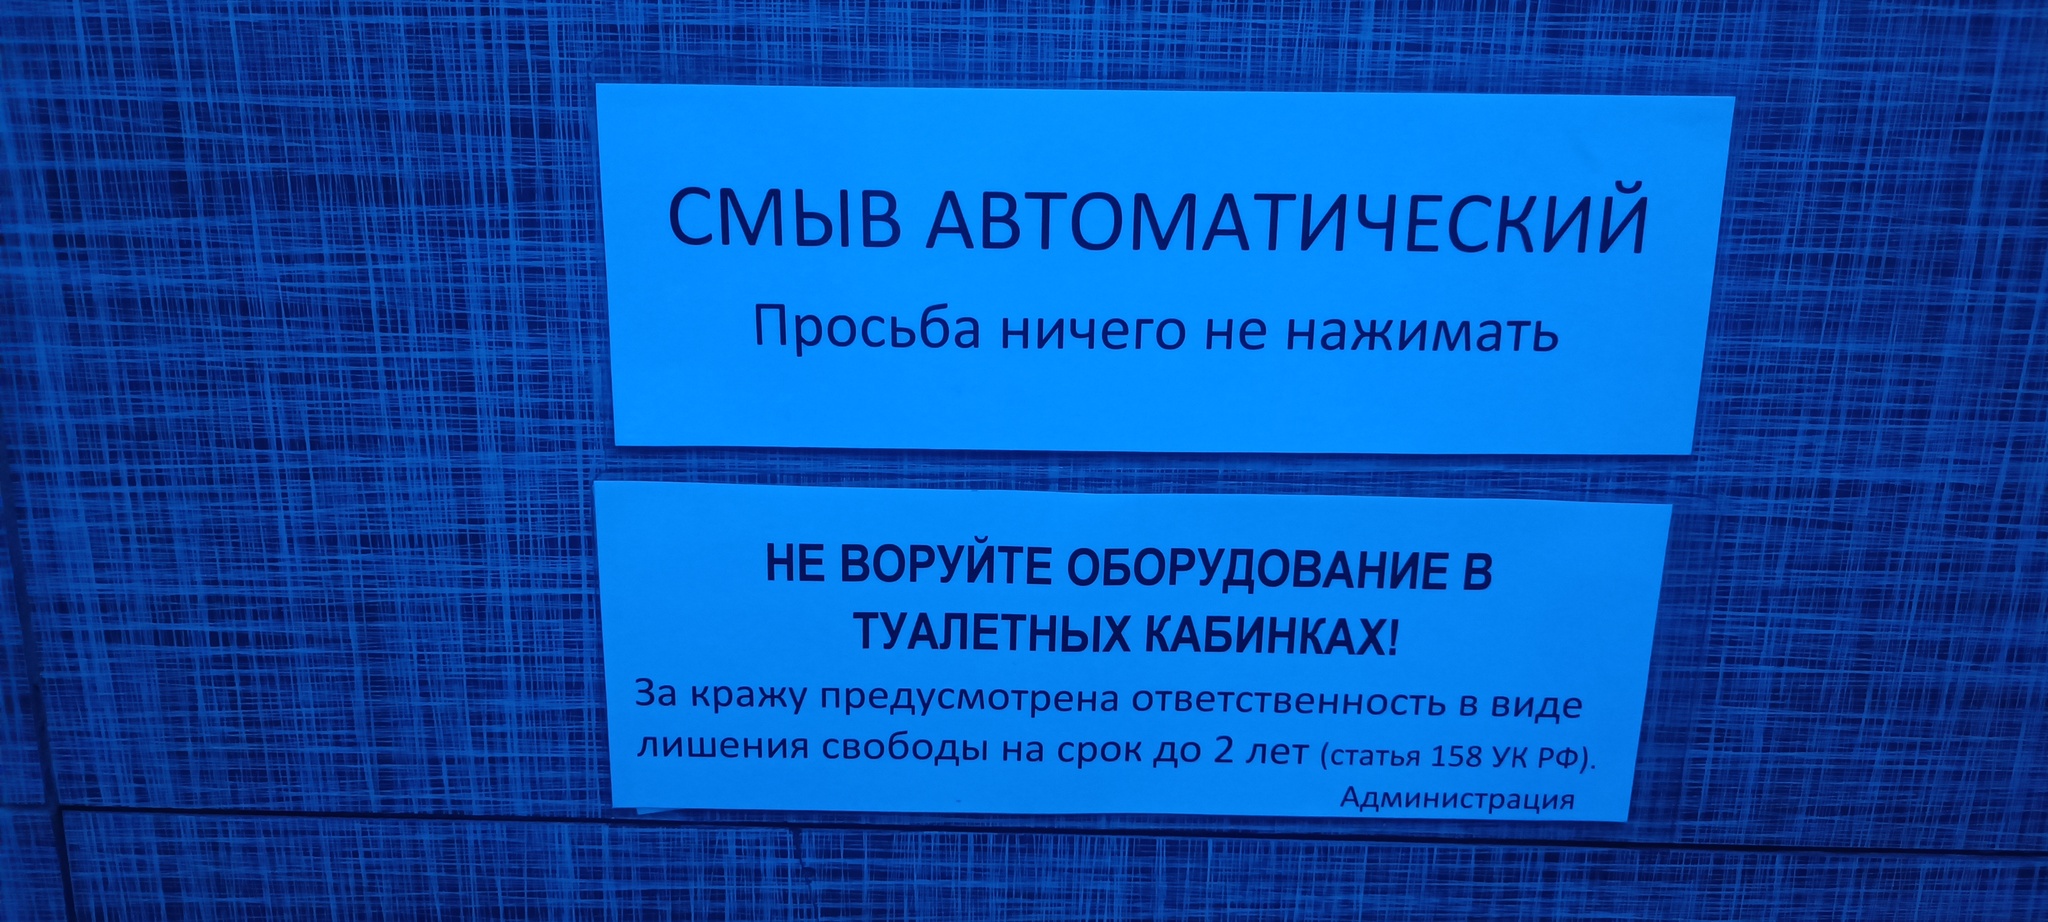 СМЫВ АВТОМАТИЧЕСКИЙ
Просьба ничего не нажимать
НЕ ВОРУЙТЕ ОБОРУДОВАНИЕ В
ТУАЛЕТНЫХ КАБИНКАХ!
За кражу предусмотрена ответственность в виде
лишения свободы на срок до 2 лет (статья 158 УК РФ).
Администрация